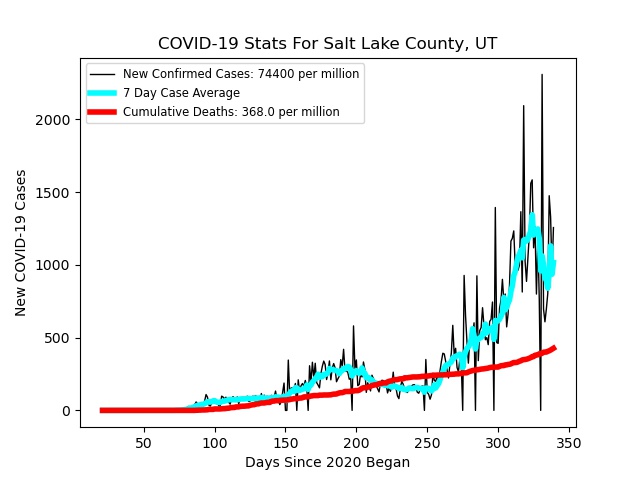 COVID-19 Stats For Salt Lake County, UT
New Confirmed Cases: 74400 per million
7 Day Case Average
Cumulative Deaths: 368.0 per million
New COVID-19 Cases
2000
1500
1000
500
0
50 100 150 200 250 300 350
Days Since 2020 Began